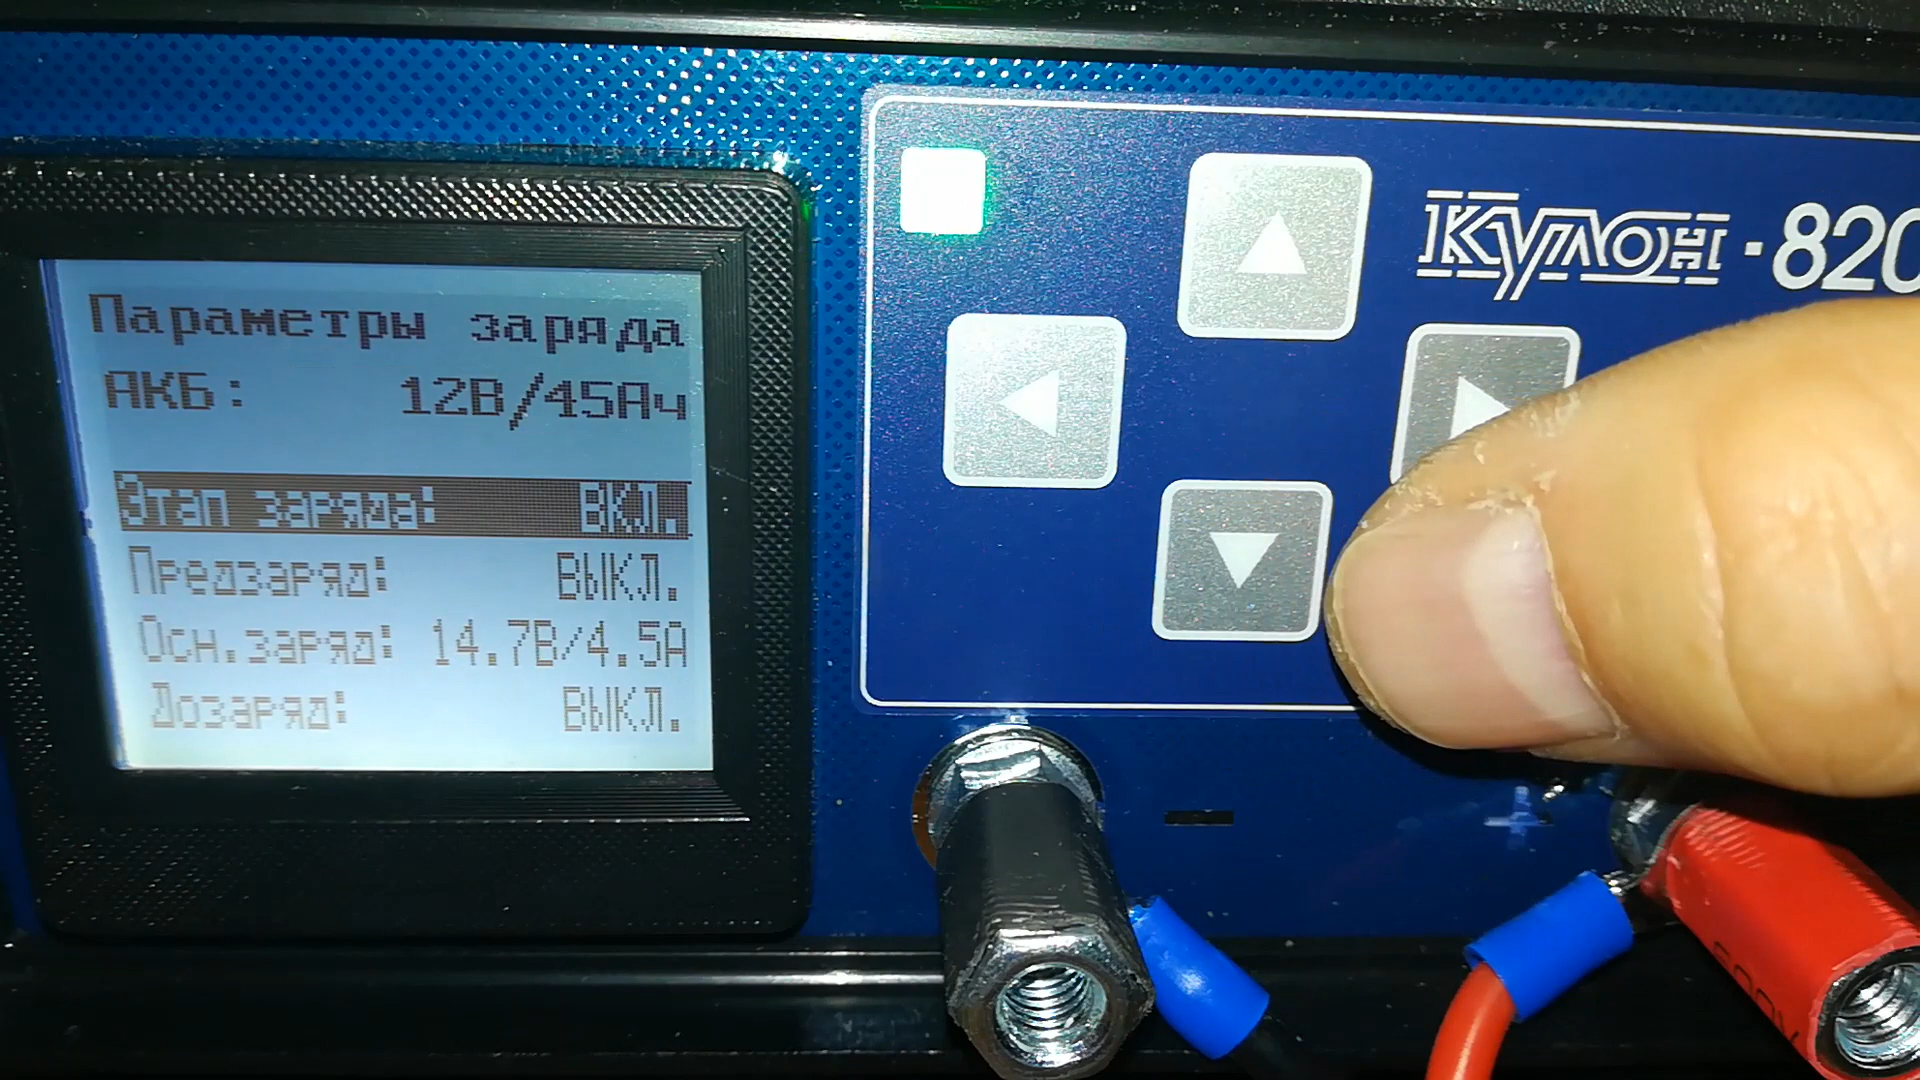 Параметры заряда
АКБ: 12В/45Ач
Этап заряда: ВКЛ.
Предзаряд: ВЫКЛ.
Осн.заряд: 14.7В/4.5А
Дозаряд: ВЫКЛ.
КУЛОН-820
- +
600V